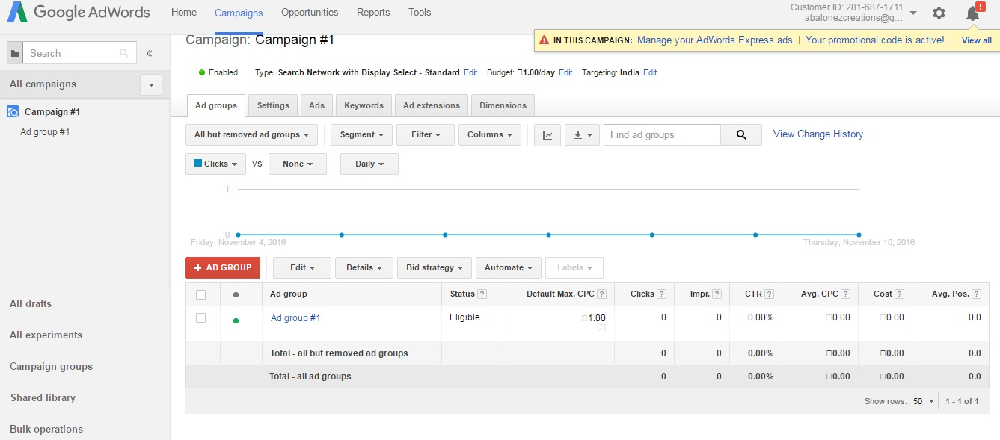 Google AdWords Home Campaigns Opportunities Reports Tools
Customer ID: 281-687-1711
abalonezcreations@g...
!
Search «
Campaign: Campaign #1
IN THIS CAMPAIGN: Manage your AdWords Express ads | Your promotional code is active!... View all
All campaigns
Enabled Type: Search Network with Display Select - Standard Edit Budget: □1.00/day Edit Targeting: India Edit
Campaign #1
Ad group #1
Ad groups Settings Ads Keywords Ad extensions Dimensions
All but removed ad groups Segment Filter Columns Find ad groups View Change History
Clicks VS None Daily
1
0
Friday, November 4, 2016 Thursday, November 10, 2016
+ AD GROUP Edit Details Bid strategy Automate Labels
Ad group Status ? Default Max. CPC ? Clicks ? Impr. ? CTR ? Avg. CPC ? Cost ? Avg. Pos. ?
Ad group #1 Eligible □1.00 0 0 0.00% □0.00 □0.00 0.0
Total - all but removed ad groups 0 0 0.00% □0.00 □0.00 0.0
Total - all ad groups 0 0 0.00% □0.00 □0.00 0.0
Show rows: 50 1 - 1 of 1
All drafts
All experiments
Campaign groups
Shared library
Bulk operations